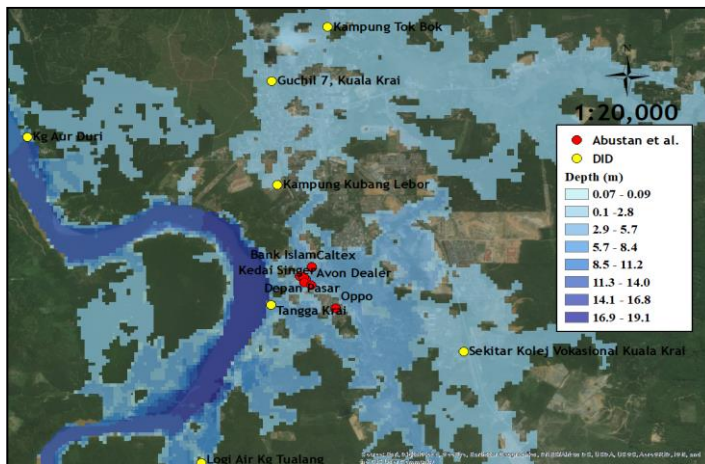 Kampung Tok Bok
N
Guchil 7, Kuala Krai
1:20,000
Kg Aur Duri
Abustan et al.
DID
Depth (m)
0.07 - 0.09
0.1 - 2.8
2.9 - 5.7
5.7 - 8.4
8.5 - 11.2
11.3 - 14.0
14.1 - 16.8
16.9 - 19.1
Kampung Kubang Lebor
Bank Islam
Caltex
Kedai Singer
Avon Dealer
Depan Pasar
Oppo
Tangga Krai
Sekitar Kolej Vokasional Kuala Krai
Logi Air Kg Tualang